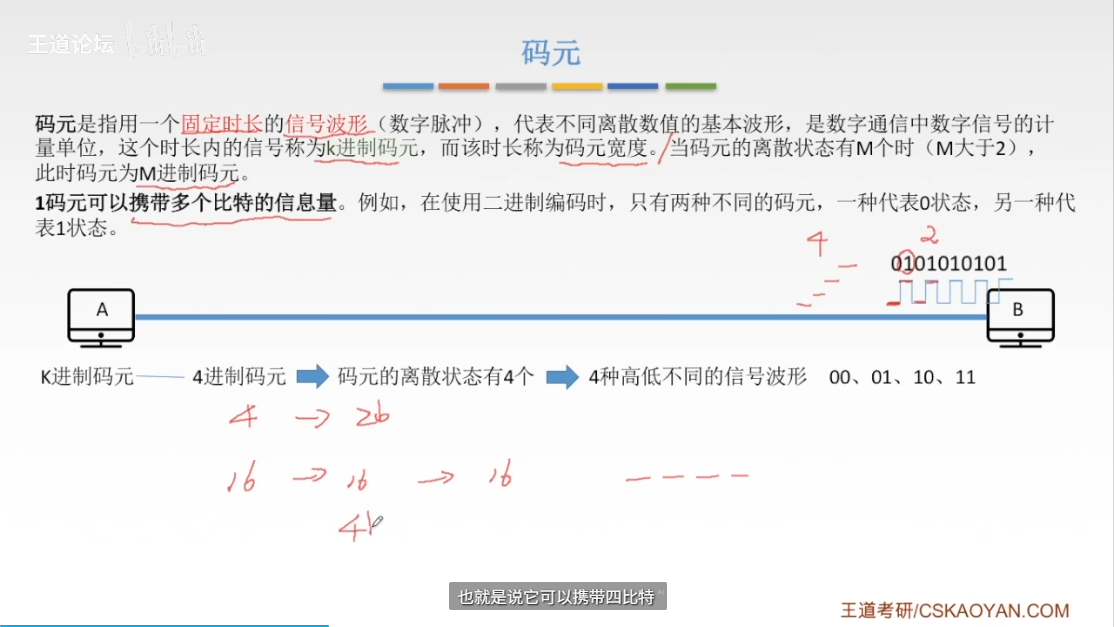 王道论坛 bilibili
码元
码元是指用一个固定时长的信号波形（数字脉冲），代表不同离散数值的基本波形，是数字通信中数字信号的计
量单位，这个时长内的信号称为k进制码元，而该时长称为码元宽度。当码元的离散状态有M个时（M大于2），
此时码元为M进制码元。
1码元可以携带多个比特的信息量。例如，在使用二进制编码时，只有两种不同的码元，一种代表0状态，另一种代
表1状态。
4 2
0101010101
A B
K进制码元 4进制码元 码元的离散状态有4个 4种高低不同的信号波形 00、01、10、11
4 → 2b
16 → 16 → 16
4
也就是说它可以携带四比特
王道考研/CSKAOYAN.COM